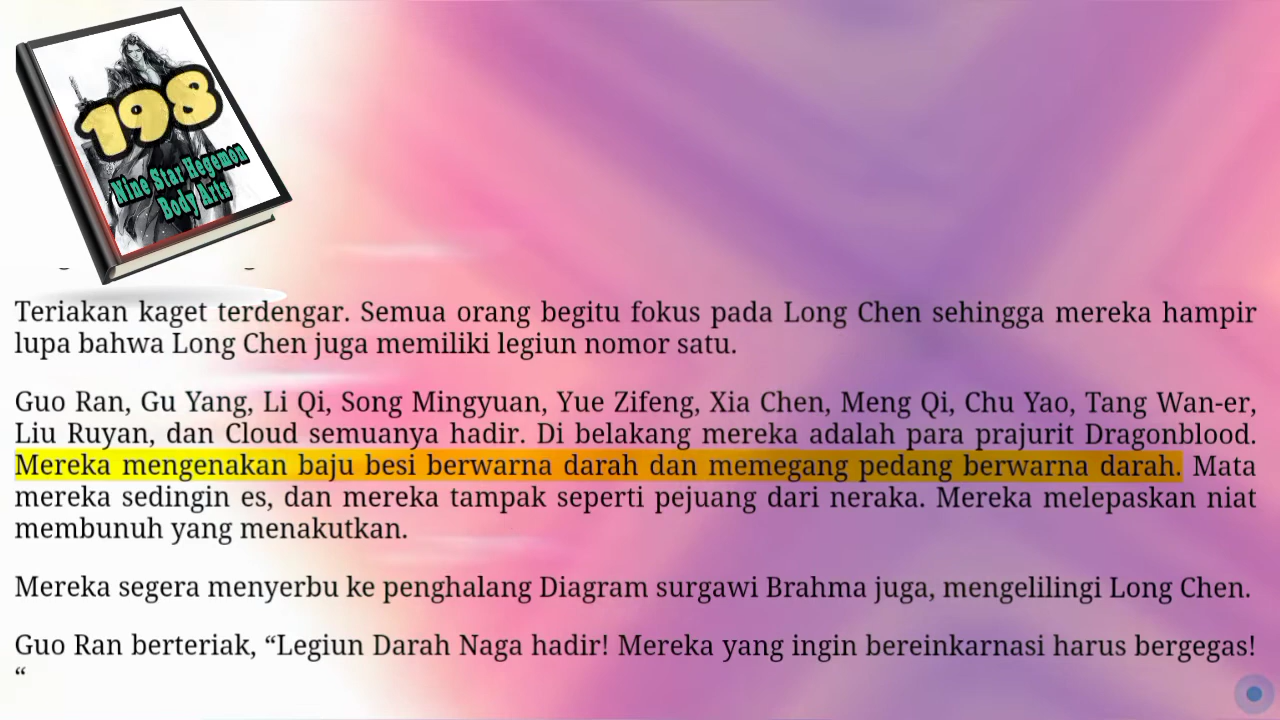 198
Nine Star Hegemon
Body Arts
Teriakan kaget terdengar. Semua orang begitu fokus pada Long Chen sehingga mereka hampir
lupa bahwa Long Chen juga memiliki legiun nomor satu.
Guo Ran, Gu Yang, Li Qi, Song Mingyuan, Yue Zifeng, Xia Chen, Meng Qi, Chu Yao, Tang Wan-er,
Liu Ruyan, dan Cloud semuanya hadir. Di belakang mereka adalah para prajurit Dragonblood.
Mereka mengenakan baju besi berwarna darah dan memegang pedang berwarna darah. Mata
mereka sedingin es, dan mereka tampak seperti pejuang dari neraka. Mereka melepaskan niat
membunuh yang menakutkan.
Mereka segera menyerbu ke penghalang Diagram surgawi Brahma juga, mengelilingi Long Chen.
Guo Ran berteriak, “Legiun Darah Naga hadir! Mereka yang ingin bereinkarnasi harus bergegas!
“